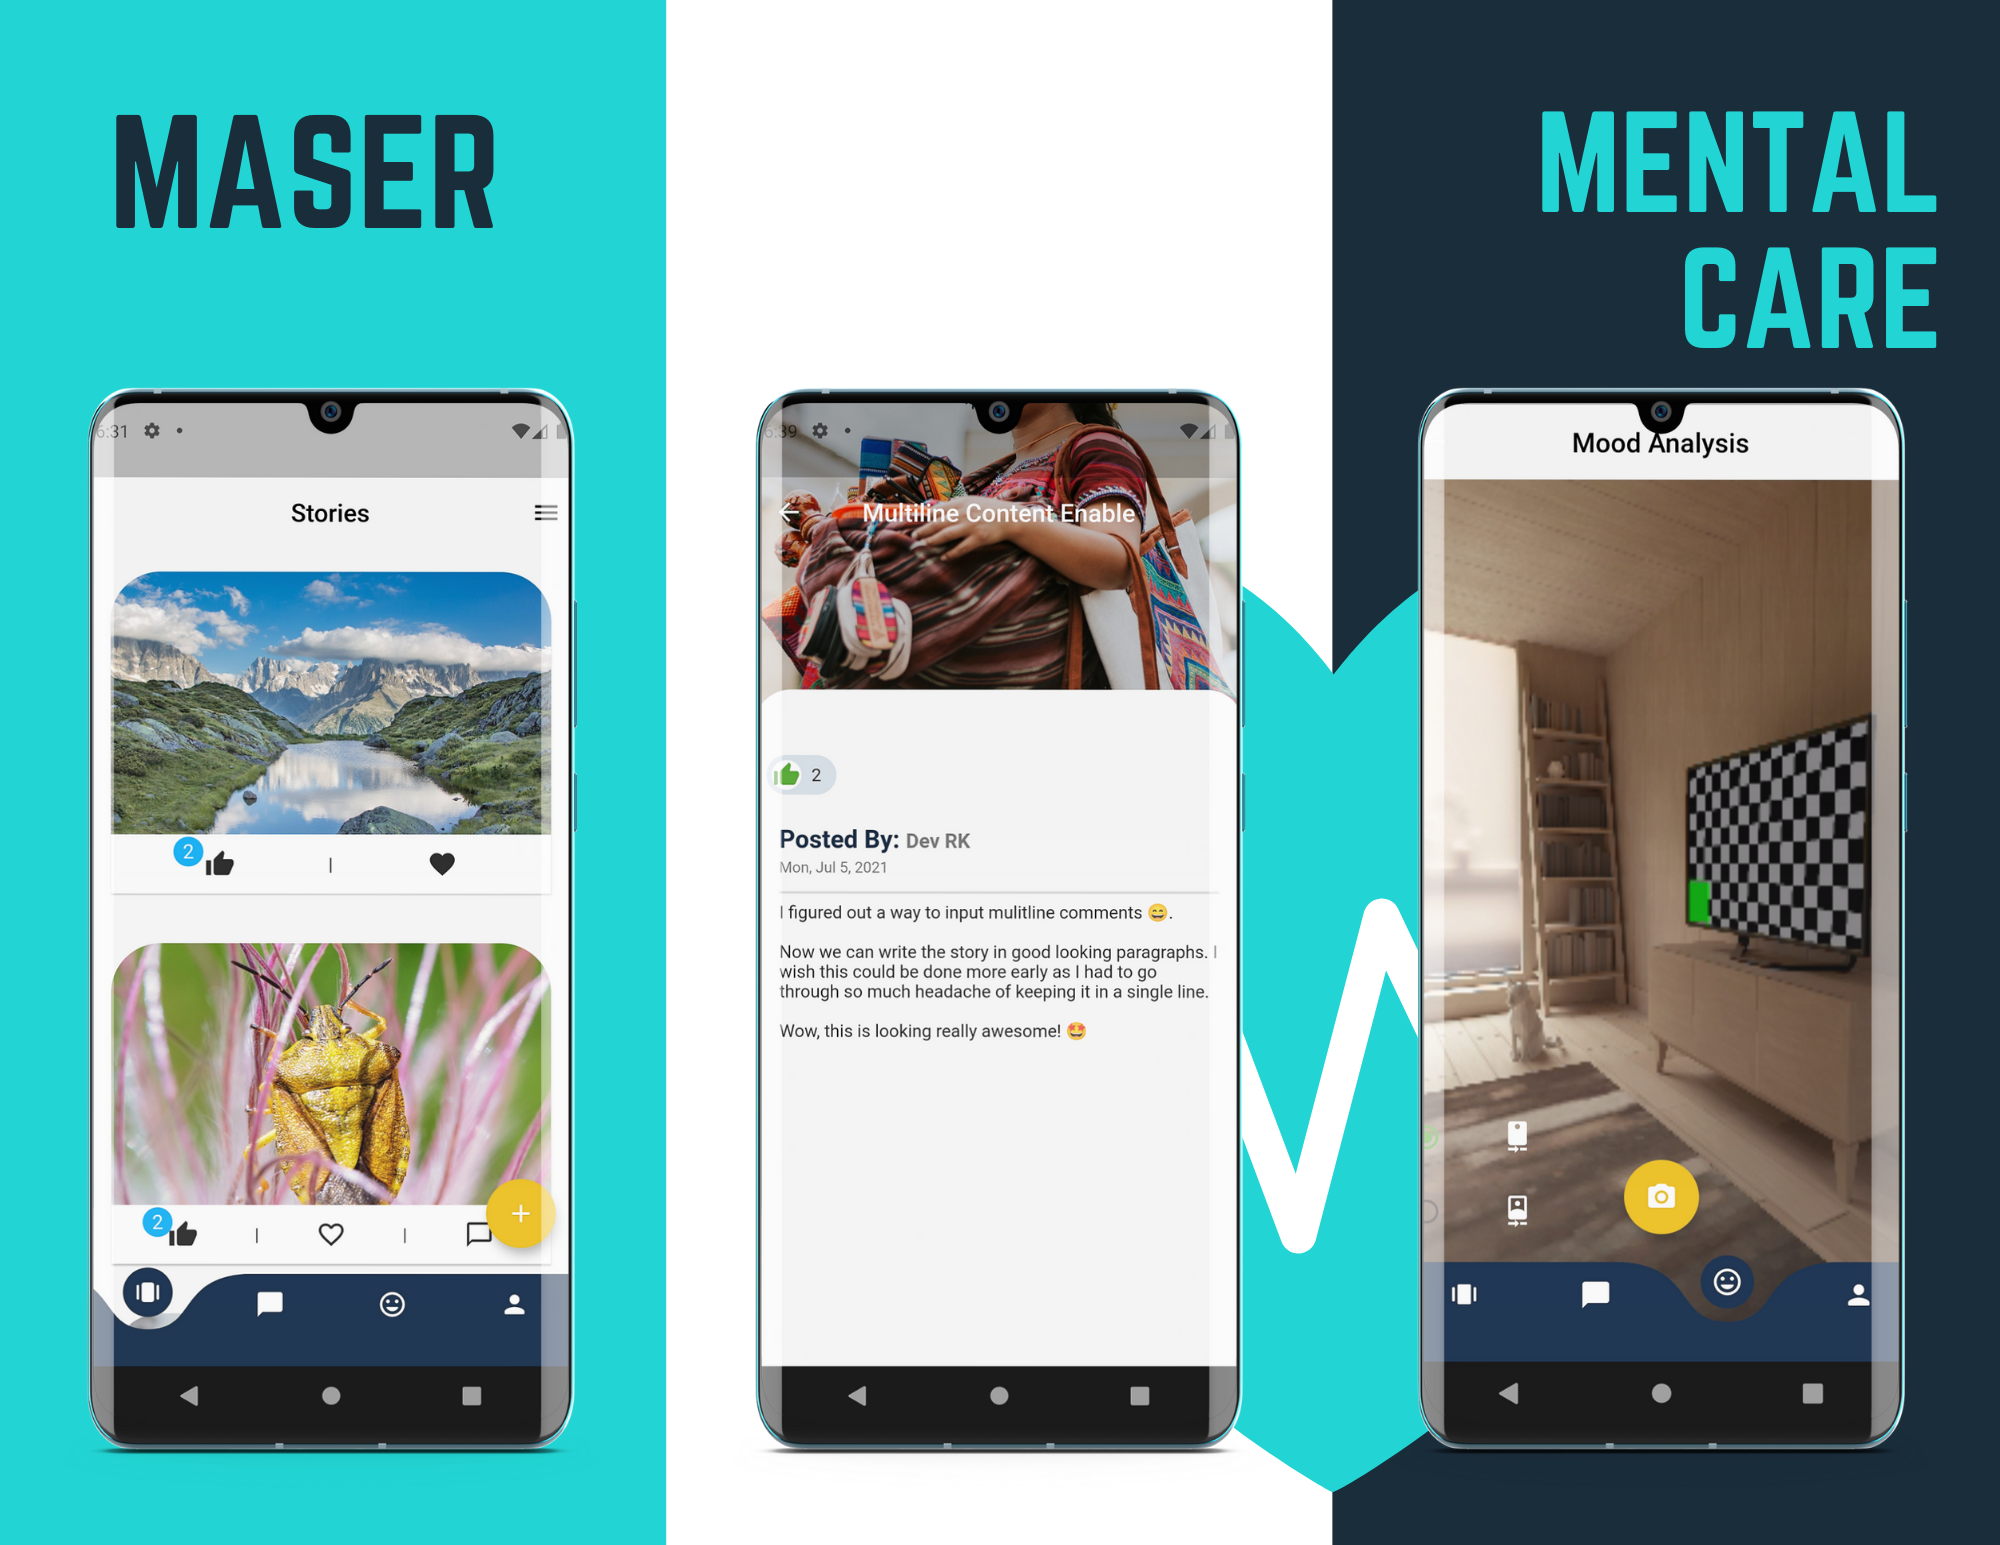 MASER
MENTAL
CARE
6:31
Stories
2
2
6:39
Multiline Content Enable
2
Posted By: Dev RK
Mon, Jul 5, 2021
I figured out a way to input mulitline comments 😄.
Now we can write the story in good looking paragraphs. I
wish this could be done more early as I had to go
through so much headache of keeping it in a single line.
Wow, this is looking really awesome! 🤩
Mood Analysis